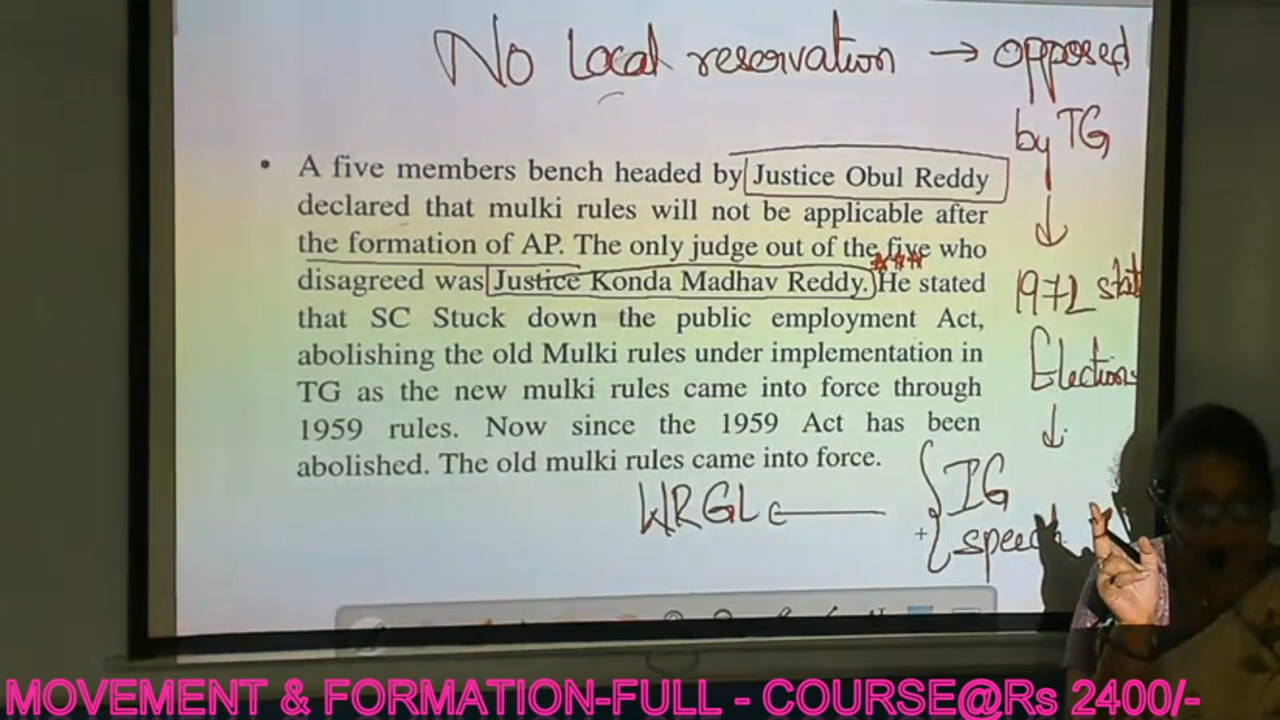 No Local reservation → opposed
by TG
↓
• A five members bench headed by Justice Obul Reddy
declared that mulki rules will not be applicable after
the formation of AP. The only judge out of the five who
disagreed was Justice Konda Madhav Reddy. He stated
that SC Stuck down the public employment Act,
abolishing the old Mulki rules under implementation in
TG as the new mulki rules came into force through
1959 rules. Now since the 1959 Act has been
abolished. The old mulki rules came into force.
1972 stat
Elections
↓
IG
+ speech
WRGL ←
MOVEMENT & FORMATION-FULL - COURSE@Rs 2400/-